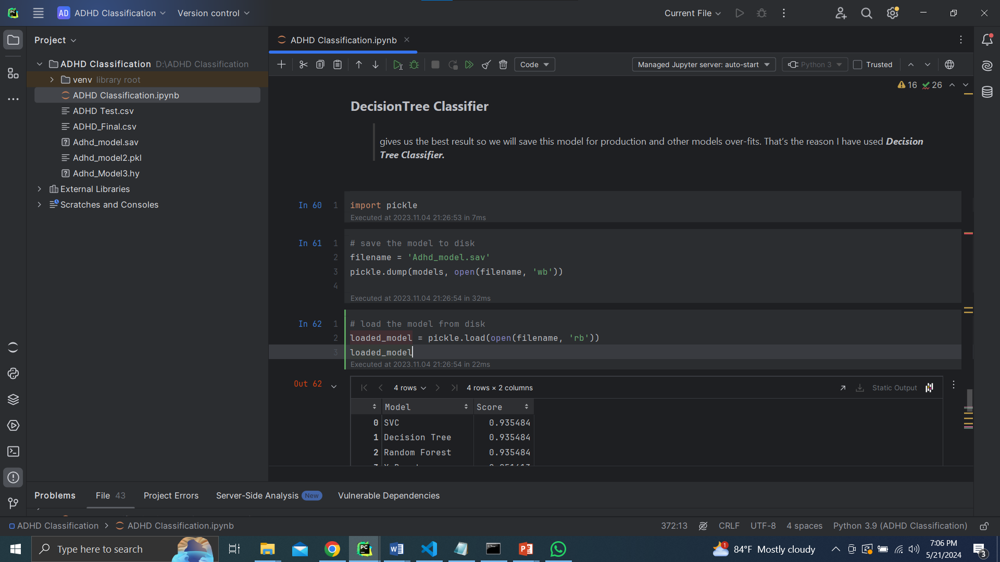 AD ADHD Classification Version control Current File
Project
ADHD Classification.ipynb
ADHD Classification D:\ADHD Classification
venv library root
ADHD Classification.ipynb
ADHD Test.csv
ADHD_Final.csv
Adhd_model.sav
Adhd_model2.pkl
Adhd_Model3.hy
External Libraries
Scratches and Consoles
Code Managed Jupyter server: auto-start Python 3 Trusted
16 26
DecisionTree Classifier
gives us the best result so we will save this model for production and other models over-fits. That's the reason I have used Decision
Tree Classifier.
In 60 1 import pickle
Executed at 2023.11.04 21:26:53 in 7ms
In 61 1 # save the model to disk
2 filename = 'Adhd_model.sav'
3 pickle.dump(models, open(filename, 'wb'))
4
Executed at 2023.11.04 21:26:54 in 32ms
In 62 1 # load the model from disk
2 loaded_model = pickle.load(open(filename, 'rb'))
3 loaded_model
Executed at 2023.11.04 21:26:54 in 22ms
Out 62 4 rows 4 rows × 2 columns Static Output
Model Score
0 SVC 0.935484
1 Decision Tree 0.935484
2 Random Forest 0.935484
Problems File 43 Project Errors Server-Side Analysis New Vulnerable Dependencies
ADHD Classification > ADHD Classification.ipynb 372:13 CRLF UTF-8 4 spaces Python 3.9 (ADHD Classification)
Type here to search
1 84°F Mostly cloudy
7:06 PM
5/21/2024
3